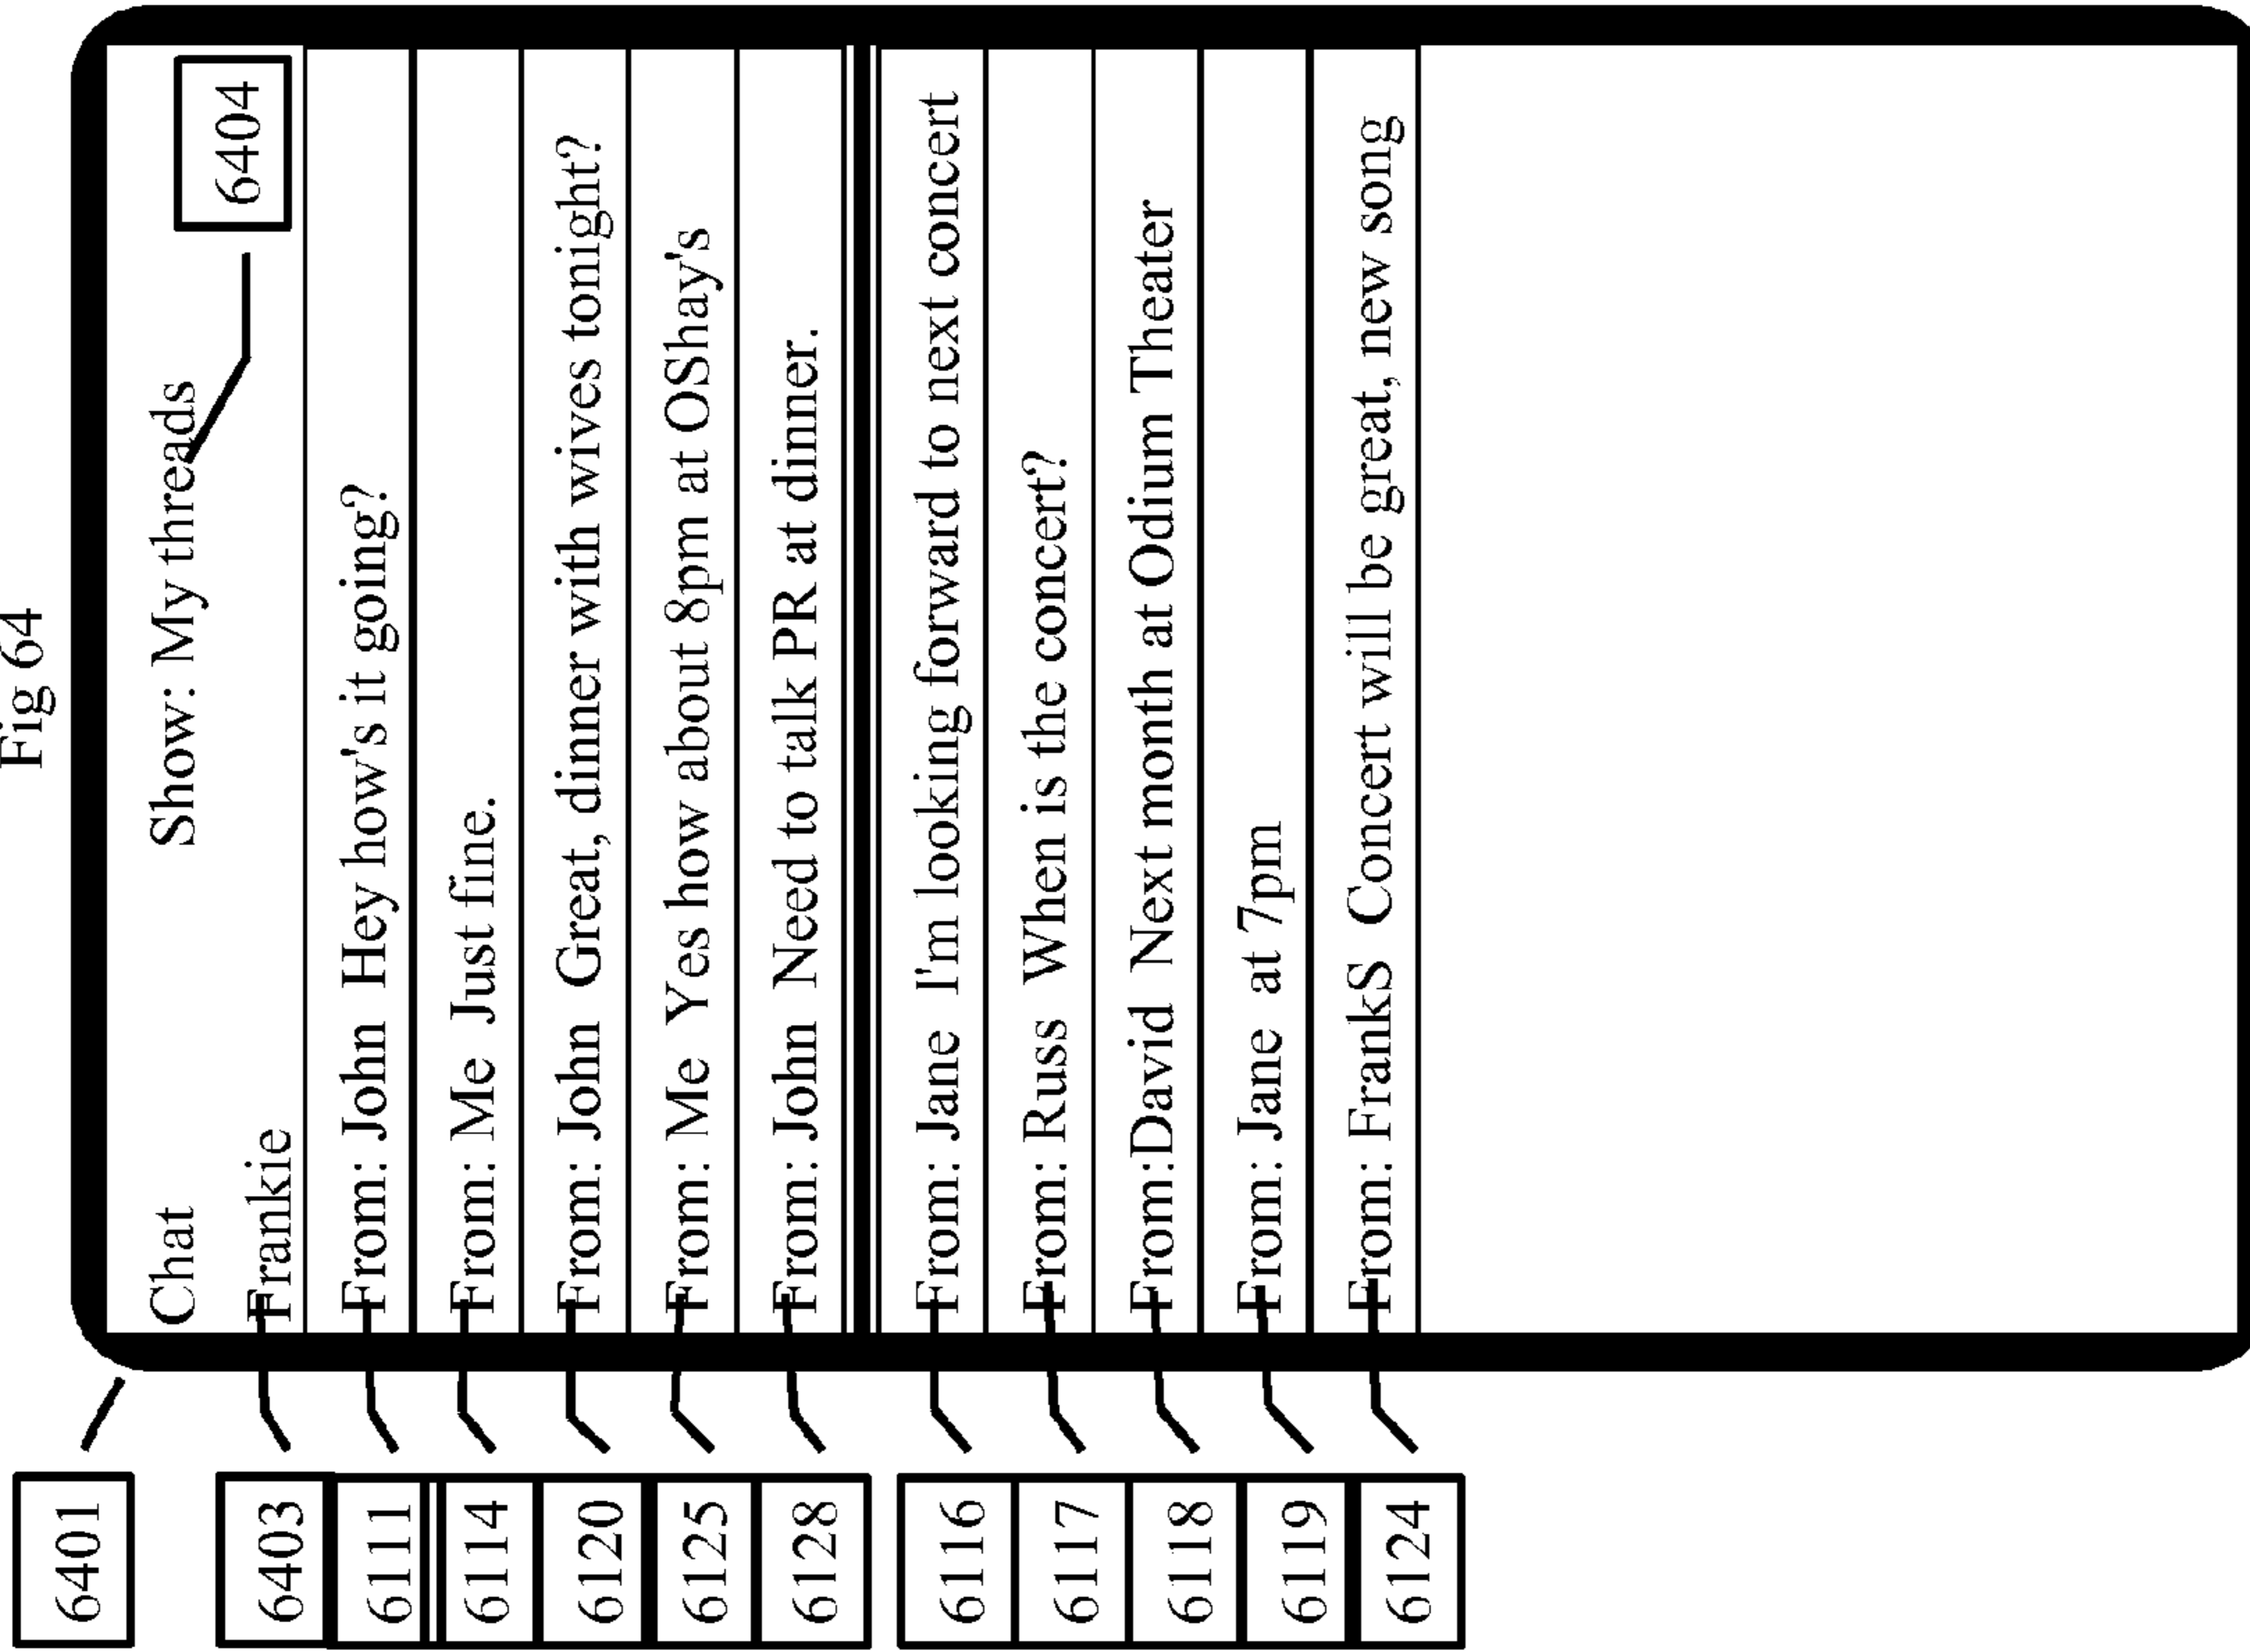 Fig 64
6401
Chat Show: My threads
6404
6403 Frankie
6111 From: John Hey how's it going?
6114 From: Me Just fine.
6120 From: John Great, dinner with wives tonight?
6125 From: Me Yes how about 8pm at OShay's
6128 From: John Need to talk PR at dinner.
6116 From: Jane I'm looking forward to next concert
6117 From: Russ When is the concert?
6118 From:David Next month at Odium Theater
6119 From: Jane at 7pm
6124 From: FrankS Concert will be great, new song